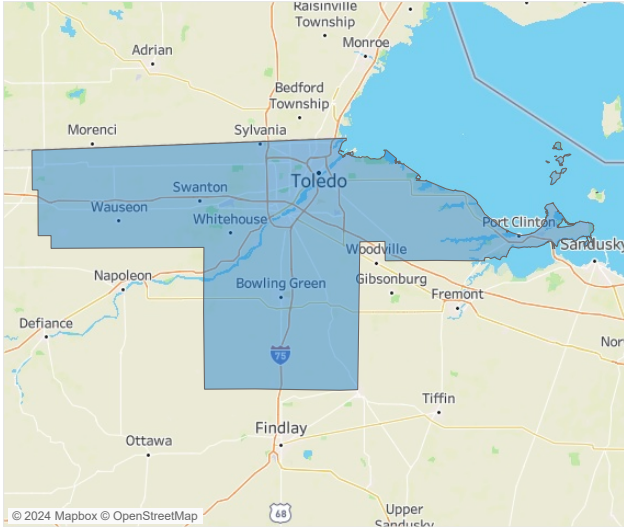 Raisinville
Township
Adrian
Monroe
Bedford
Township
Morenci
Sylvania
Toledo
Swanton
Wauseon
Whitehouse
Port Clinton
Sandusky
Woodville
Napoleon
Bowling Green
Gibsonburg
Fremont
Defiance
Nor
75
Tiffin
Findlay
Ottawa
68
Upper
Sandusky
© 2024 Mapbox © OpenStreetMap